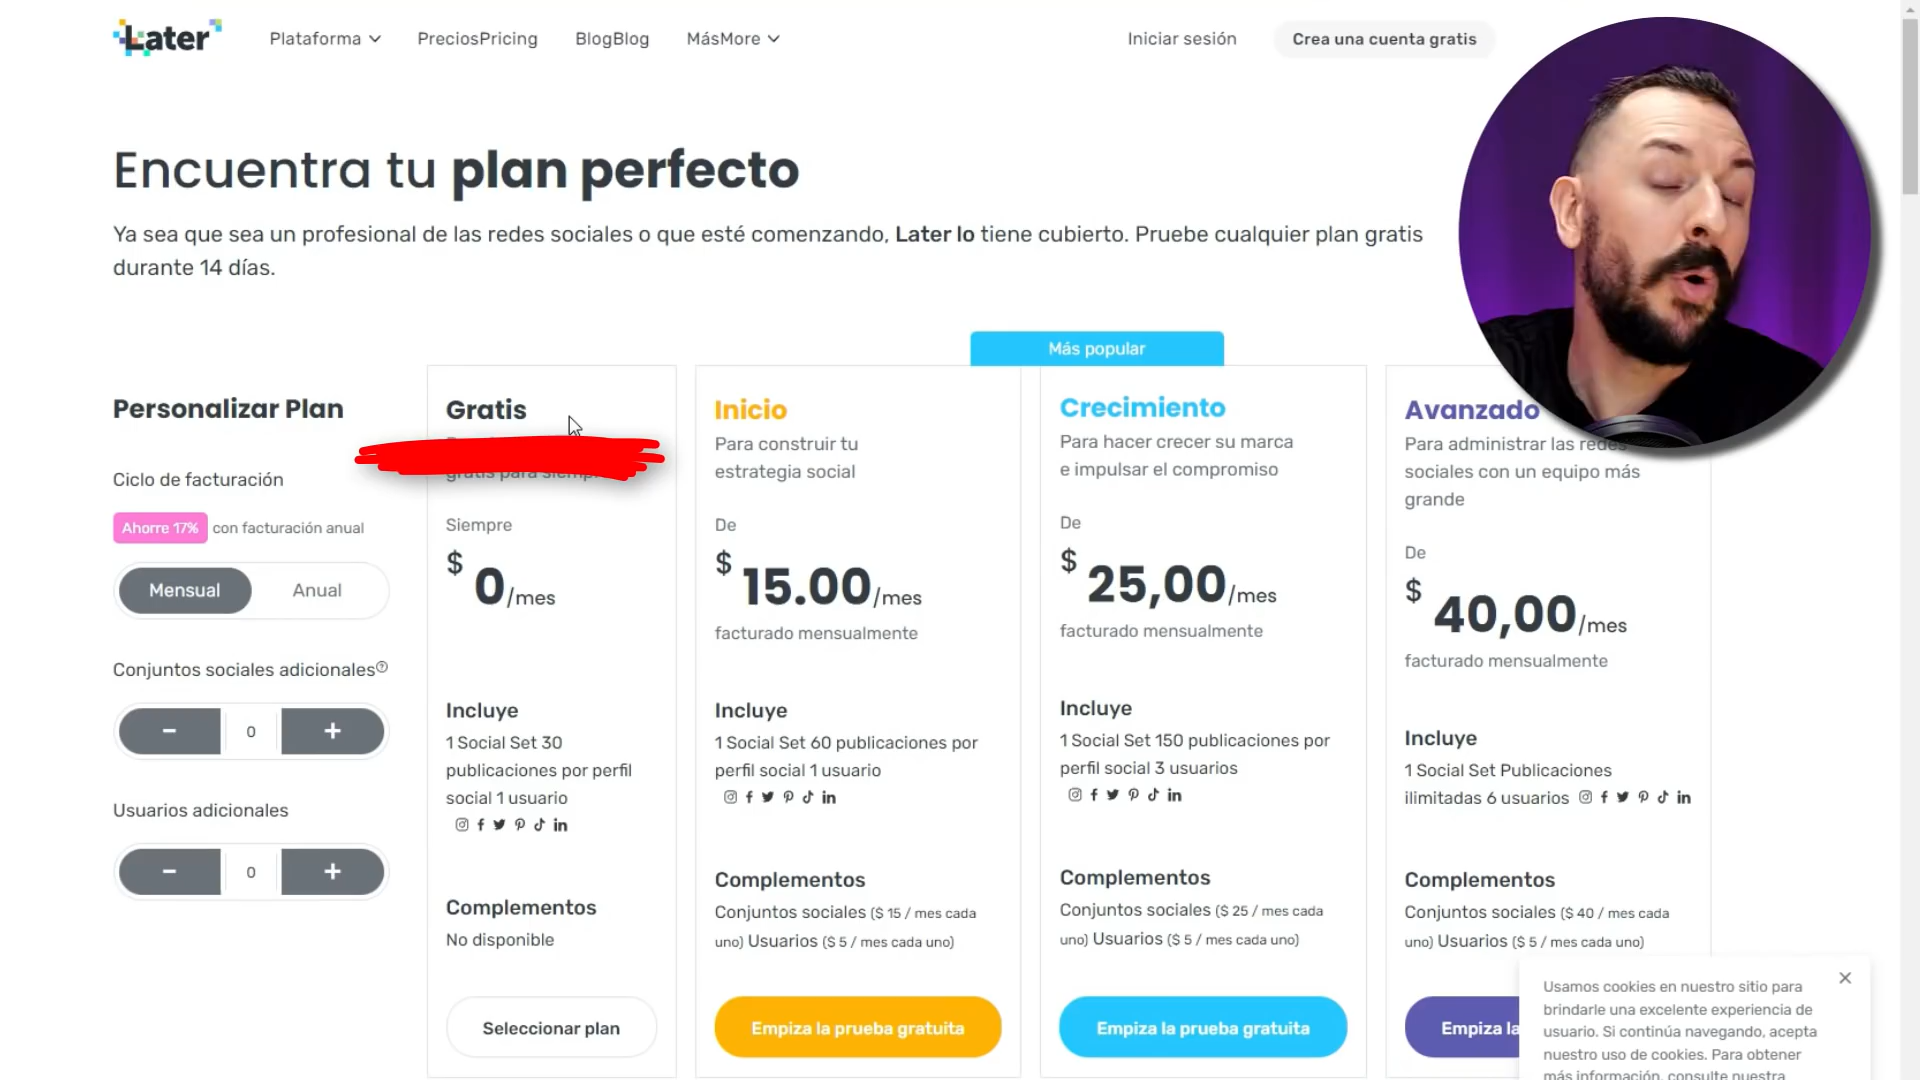 Later
Plataforma
PreciosPricing
BlogBlog
MásMore
Iniciar sesión
Crea una cuenta gratis
Encuentra tu plan perfecto
Ya sea que sea un profesional de las redes sociales o que esté comenzando, Later lo tiene cubierto. Pruebe cualquier plan gratis
durante 14 días.
Personalizar Plan
Ciclo de facturación
Ahorre 17% con facturación anual
Mensual
Anual
Conjuntos sociales adicionales
− 0 +
Usuarios adicionales
− 0 +
Gratis
gratis para
Siempre
$ 0/mes
Incluye
1 Social Set 30
publicaciones por perfil
social 1 usuario
Complementos
No disponible
Seleccionar plan
Inicio
Para construir tu
estrategia social
De
$ 15.00/mes
facturado mensualmente
Incluye
1 Social Set 60 publicaciones por
perfil social 1 usuario
Complementos
Conjuntos sociales ($ 15 / mes cada
uno) Usuarios ($ 5 / mes cada uno)
Empiza la prueba gratuita
Más popular
Crecimiento
Para hacer crecer su marca
e impulsar el compromiso
De
$ 25,00/mes
facturado mensualmente
Incluye
1 Social Set 150 publicaciones por
perfil social 3 usuarios
Complementos
Conjuntos sociales ($ 25 / mes cada
uno) Usuarios ($ 5 / mes cada uno)
Empiza la prueba gratuita
Avanzado
Para administrar las redes
sociales con un equipo más
grande
De
$ 40,00/mes
facturado mensualmente
Incluye
1 Social Set Publicaciones
ilimitadas 6 usuarios
Complementos
Conjuntos sociales ($ 40 / mes cada
uno) Usuarios ($ 5 / mes cada uno)
Empiza la
Usamos cookies en nuestro sitio para
brindarle una excelente experiencia de
usuario. Si continúa navegando, acepta
nuestro uso de cookies. Para obtener
más información, consulte nuestra